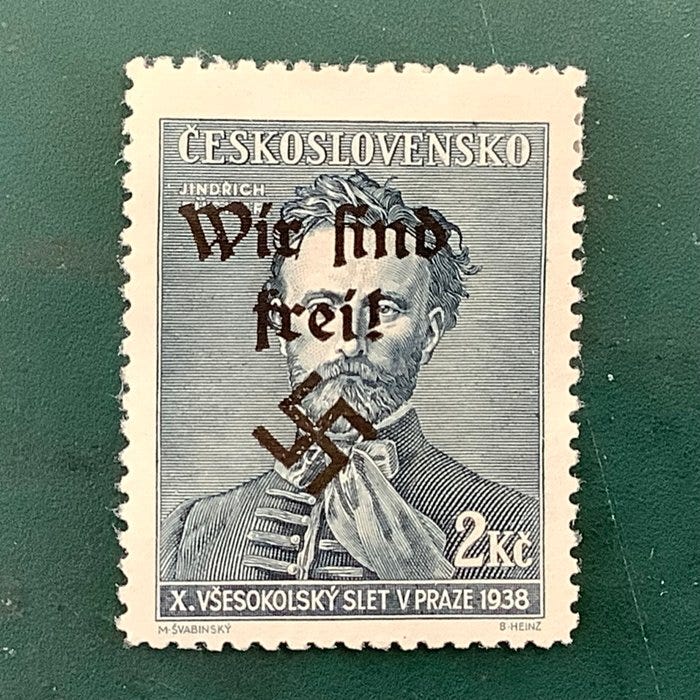 ČESKOSLOVENSKO
JINDŘICH
Wir sind
frei!
2Kč
X. VŠESOKOLSKÝ SLET V PRAZE 1938
M·ŠVABINSKÝ
B·HEINZ